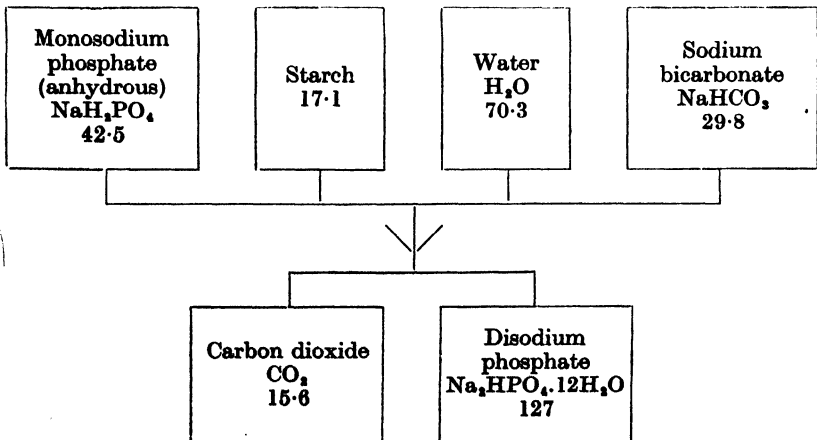 Monosodium
phosphate
(anhydrous)
NaH₂PO₄
42·5
Starch
17·1
Water
H₂O
70·3
Sodium
bicarbonate
NaHCO₃
29·8
Carbon dioxide
CO₂
15·6
Disodium
phosphate
Na₂HPO₄.12H₂O
127